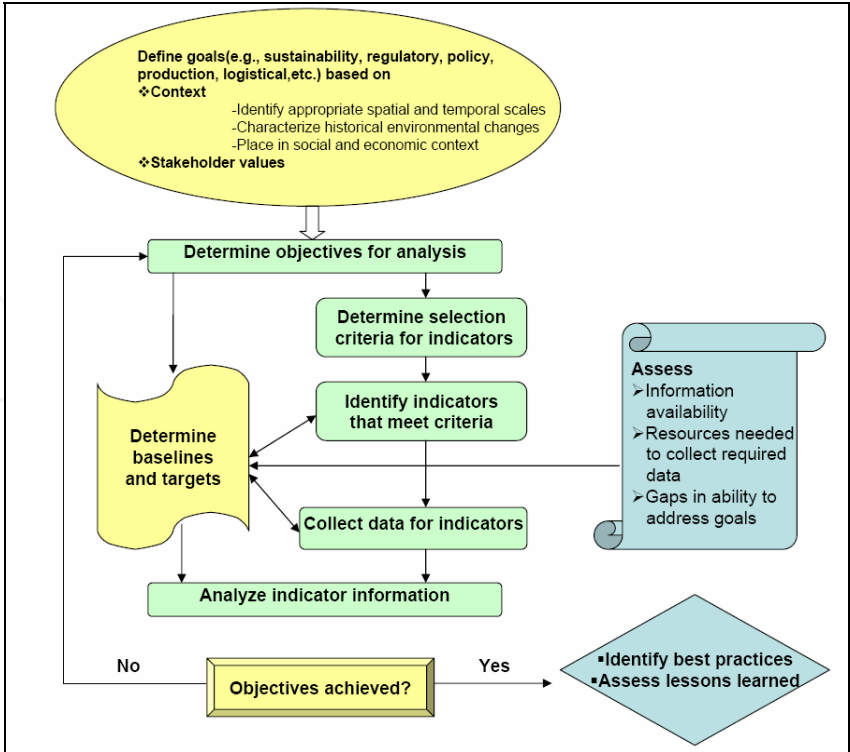 Define goals(e.g., sustainability, regulatory, policy,
production, logistical,etc.) based on
❖Context
-Identify appropriate spatial and temporal scales
-Characterize historical environmental changes
-Place in social and economic context
❖Stakeholder values
Determine objectives for analysis
Determine selection
criteria for indicators
Identify indicators
that meet criteria
Determine
baselines
and targets
Collect data for indicators
Analyze indicator information
Assess
➢Information
availability
➢Resources needed
to collect required
data
➢Gaps in ability to
address goals
No
Objectives achieved?
Yes
▪Identify best practices
▪Assess lessons learned